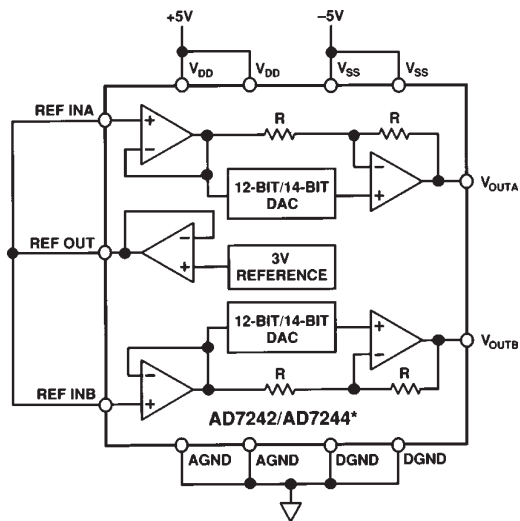 +5V
–5V
VDD
VDD
VSS
VSS
REF INA
+
–
R
R
12-BIT/14-BIT
DAC
–
+
VOUTA
REF OUT
–
+
3V
REFERENCE
12-BIT/14-BIT
DAC
+
–
VOUTB
–
+
R
R
REF INB
AD7242/AD7244*
AGND
AGND
DGND
DGND